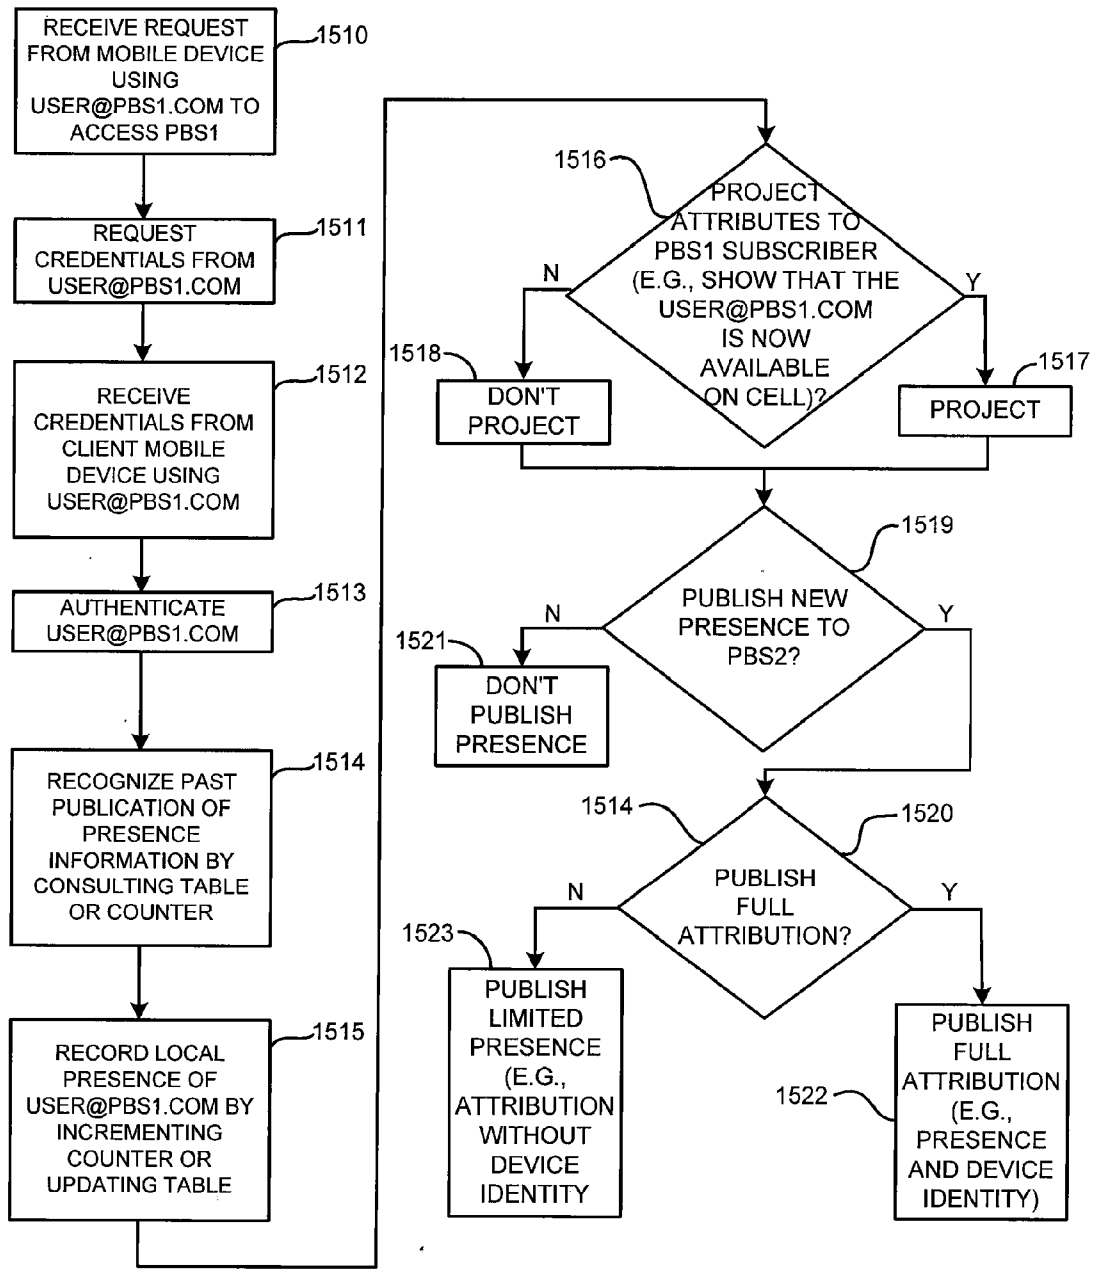 RECEIVE REQUEST
FROM MOBILE DEVICE
USING
USER@PBS1.COM TO
ACCESS PBS1
1510
REQUEST
CREDENTIALS FROM
USER@PBS1.COM
1511
RECEIVE
CREDENTIALS FROM
CLIENT MOBILE
DEVICE USING
USER@PBS1.COM
1512
AUTHENTICATE
USER@PBS1.COM
1513
RECOGNIZE PAST
PUBLICATION OF
PRESENCE
INFORMATION BY
CONSULTING TABLE
OR COUNTER
1514
RECORD LOCAL
PRESENCE OF
USER@PBS1.COM BY
INCREMENTING
COUNTER OR
UPDATING TABLE
1515
1516
PROJECT
ATTRIBUTES TO
PBS1 SUBSCRIBER
(E.G., SHOW THAT THE
USER@PBS1.COM
IS NOW
AVAILABLE
ON CELL)?
N
Y
1518
DON'T
PROJECT
1517
PROJECT
1519
PUBLISH NEW
PRESENCE TO
PBS2?
N
Y
1521
DON'T
PUBLISH
PRESENCE
1514
1520
PUBLISH
FULL
ATTRIBUTION?
N
Y
1523
PUBLISH
LIMITED
PRESENCE
(E.G.,
ATTRIBUTION
WITHOUT
DEVICE
IDENTITY
1522
PUBLISH
FULL
ATTRIBUTION
(E.G.,
PRESENCE
AND DEVICE
IDENTITY)